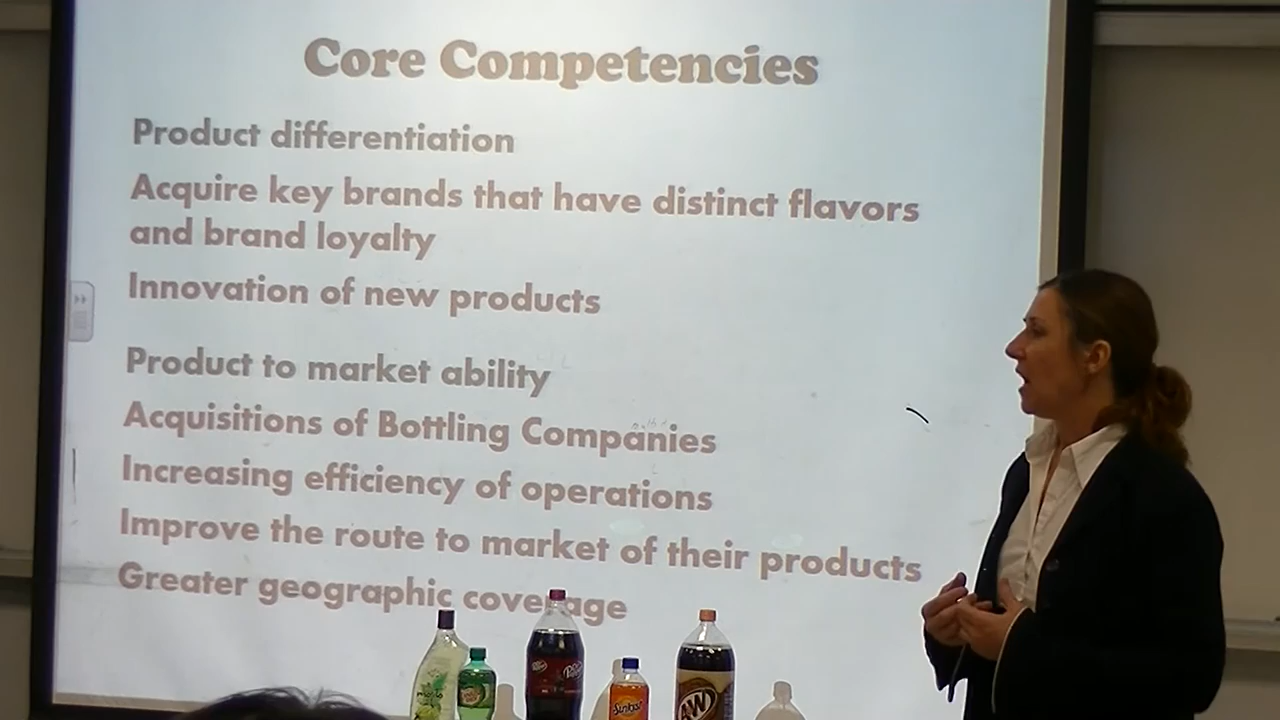 Core Competencies
Product differentiation
Acquire key brands that have distinct flavors
and brand loyalty
Innovation of new products
Product to market ability
Acquisitions of Bottling Companies
Increasing efficiency of operations
Improve the route to market of their products
Greater geographic coverage
Dr Pepper
Sunkist
A&W